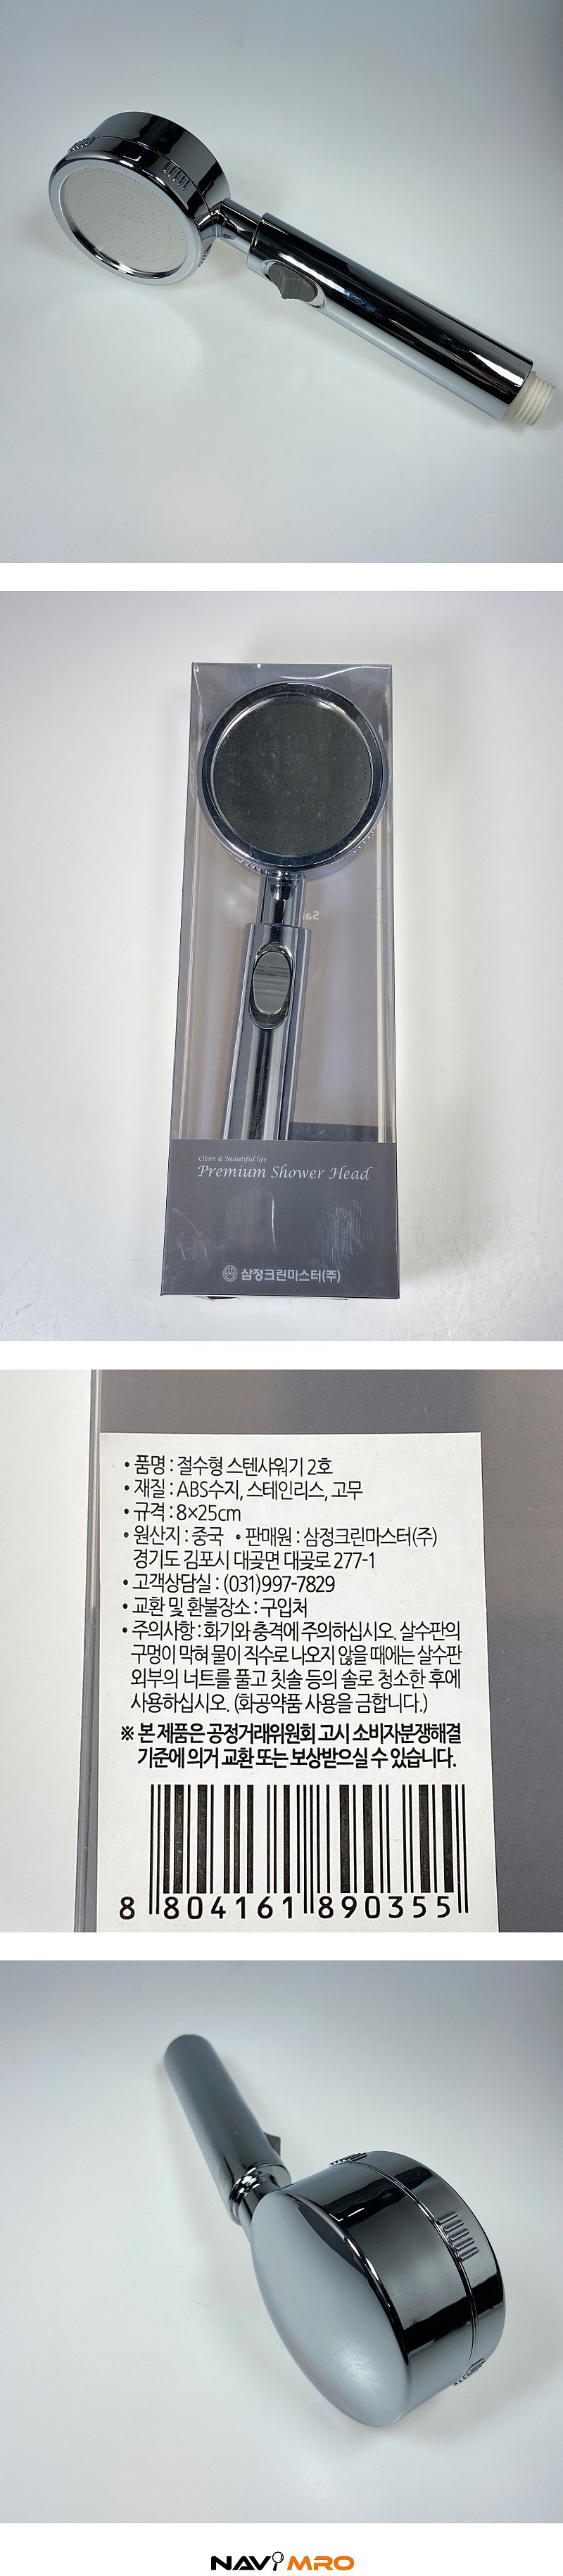 Sa
Clean & Beautiful life
Premium Shower Head
삼정크린마스터(주)
• 품명 : 절수형 스텐샤워기 2호
• 재질 : ABS수지, 스테인리스, 고무
• 규격 : 8×25cm
• 원산지 : 중국 • 판매원 : 삼정크린마스터(주)
경기도 김포시 대곶면 대곶로 277-1
• 고객상담실 : (031)997-7829
• 교환 및 환불장소 : 구입처
• 주의사항 : 화기와 충격에 주의하십시오. 살수판의
구멍이 막혀 물이 직수로 나오지 않을 때에는 살수판
외부의 너트를 풀고 칫솔 등의 솔로 청소한 후에
사용하십시오. (화공약품 사용을 금합니다.)
※ 본 제품은 공정거래위원회 고시 소비자분쟁해결
기준에 의거 교환 또는 보상받으실 수 있습니다.
8 804161 890355
NAVI MRO